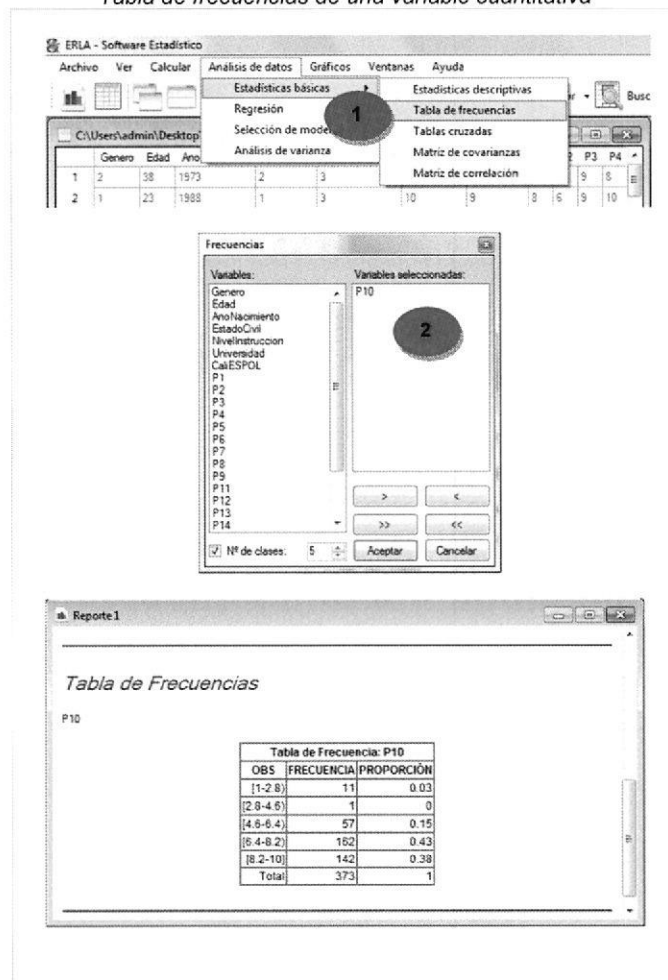 Tabla de frecuencias de una variable cuantitativa
ERLA - Software Estadístico
Archivo Ver Calcular Análisis de datos Gráficos Ventanas Ayuda
Estadísticas básicas
Regresión
Selección de
Análisis de varianza
1
Estadísticas descriptivas
Tabla de frecuencias
Tablas cruzadas
Matriz de covarianzas
Matriz de correlación
Busc
C:\Users\admin\Desktop
Genero Edad Ano P3 P4
1 2 38 1973 2 3 9 8
2 1 23 1988 1 3 10 9 8 6 9 10
Frecuencias
Variables:
Genero
Edad
AnoNacimiento
EstadoCivil
NivelInstruccion
Universidad
CaliESPOL
P1
P2
P3
P4
P5
P6
P7
P8
P9
P11
P12
P13
P14
Variables seleccionadas:
P10
2
> <
>> <<
Nº de clases: 5 Aceptar Cancelar
Reporte1
Tabla de Frecuencias
P10
Tabla de Frecuencia: P10
OBS FRECUENCIA PROPORCIÓN
[1-2.8) 11 0.03
[2.8-4.6) 1 0
[4.6-6.4) 57 0.15
[6.4-8.2) 162 0.43
[8.2-10] 142 0.38
Total 373 1